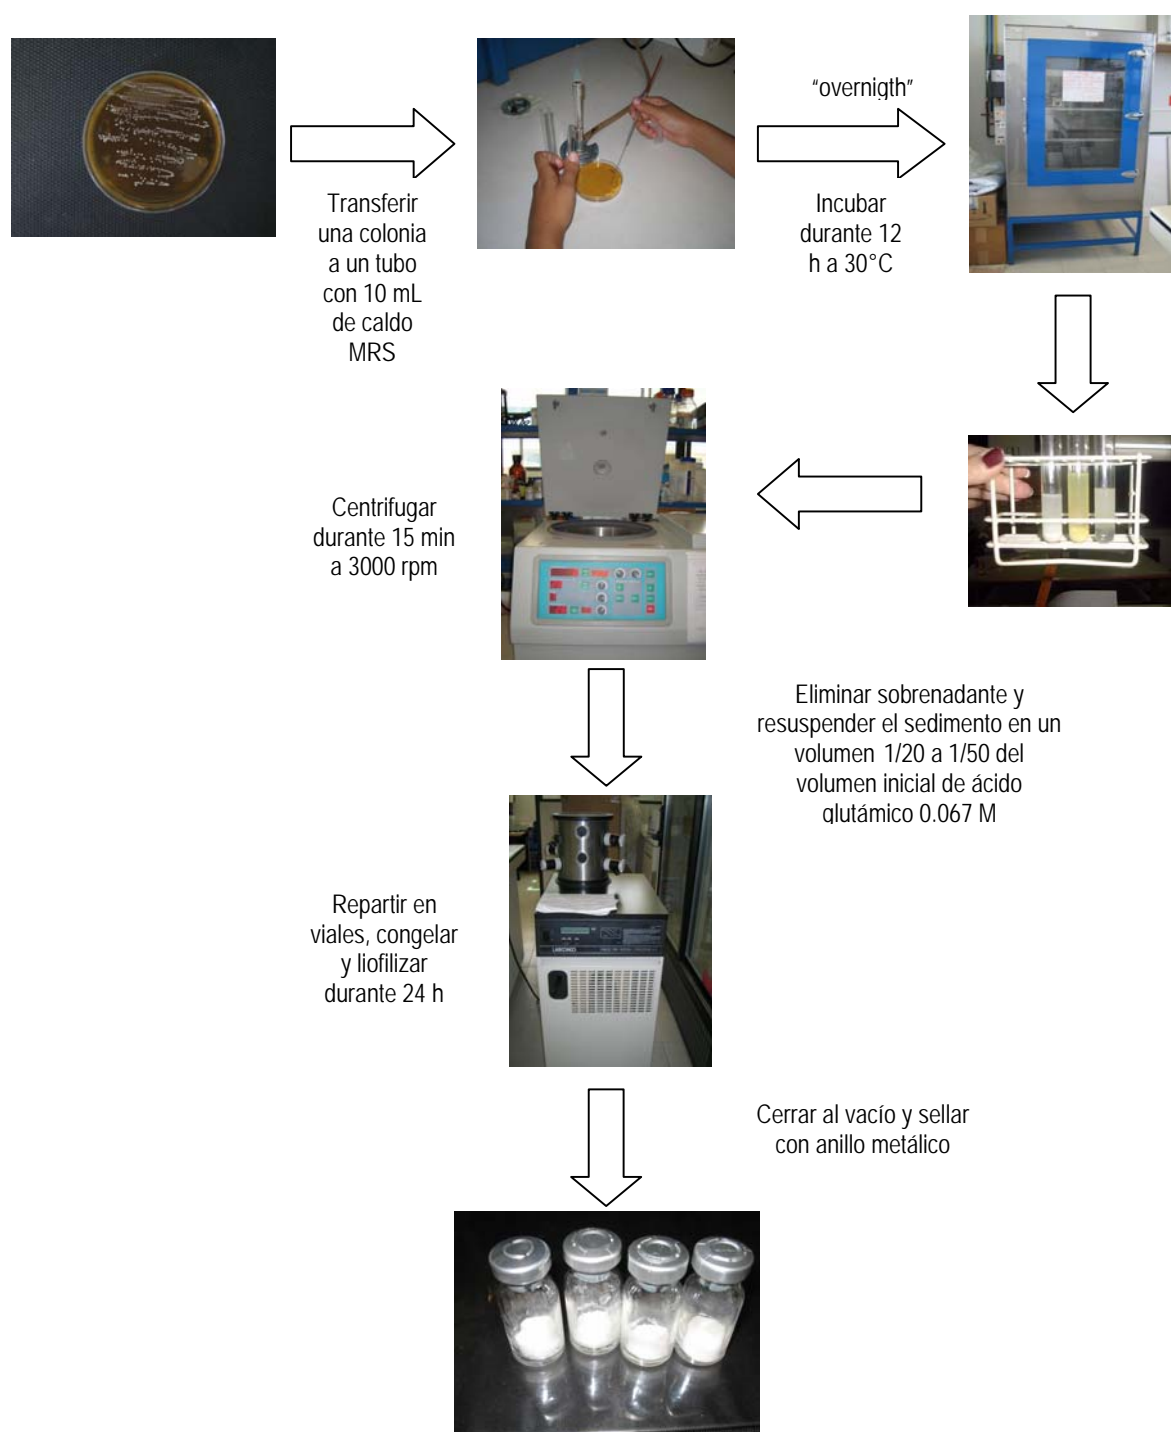 “overnigth”
Transferir
una colonia
a un tubo
con 10 mL
de caldo
MRS
Incubar
durante 12
h a 30°C
Centrifugar
durante 15 min
a 3000 rpm
Eliminar sobrenadante y
resuspender el sedimento en un
volumen 1/20 a 1/50 del
volumen inicial de ácido
glutámico 0.067 M
Repartir en
viales, congelar
y liofilizar
durante 24 h
LABCONCO
Cerrar al vacío y sellar
con anillo metálico